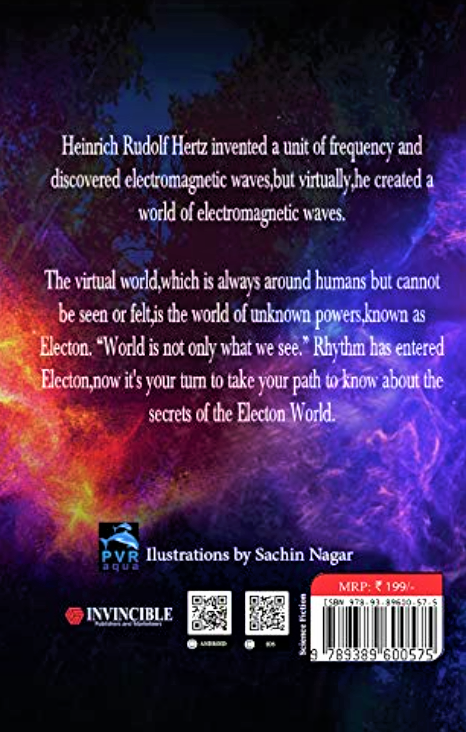 Heinrich Rudolf Hertz invented a unit of frequency and
discovered electromagnetic waves,but virtually,he created a
world of electromagnetic waves.
The virtual world,which is always around humans but cannot
be seen or felt,is the world of unknown powers,known as
Electon. “World is not only what we see.” Rhythm has entered
Electon,now it's your turn to take your path to know about the
secrets of the Electon World.
PVR
aqua
Ilustrations by Sachin Nagar
INVINCIBLE
Publishers and Marketeers
ANDROID
IOS
Science Fiction
MRP: ₹ 199/-
ISBN 978-93-89600-57-5
9 789389 600575